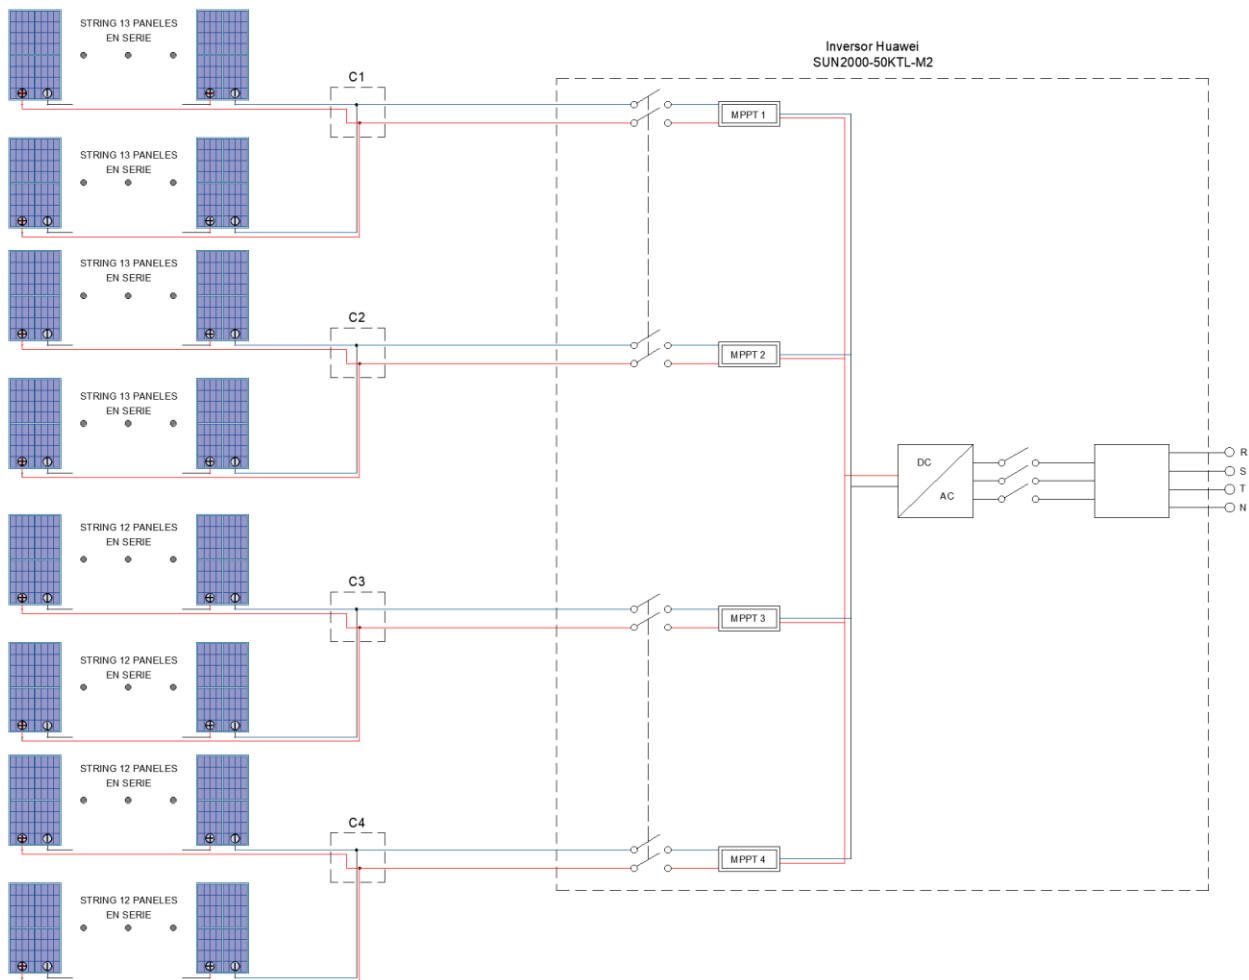 STRING 13 PANELES
EN SERIE
Inversor Huawei
SUN2000-50KTL-M2
C1
MPPT 1
STRING 13 PANELES
EN SERIE
STRING 13 PANELES
EN SERIE
C2
MPPT 2
STRING 13 PANELES
EN SERIE
DC
AC
R
S
T
N
STRING 12 PANELES
EN SERIE
C3
MPPT 3
STRING 12 PANELES
EN SERIE
STRING 12 PANELES
EN SERIE
C4
MPPT 4
STRING 12 PANELES
EN SERIE